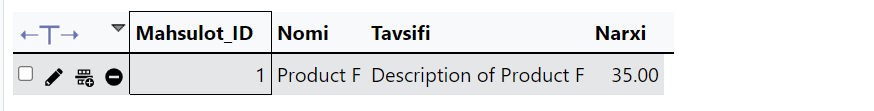 Mahsulot_ID Nomi Tavsifi Narxi
1 Product F Description of Product F 35.00